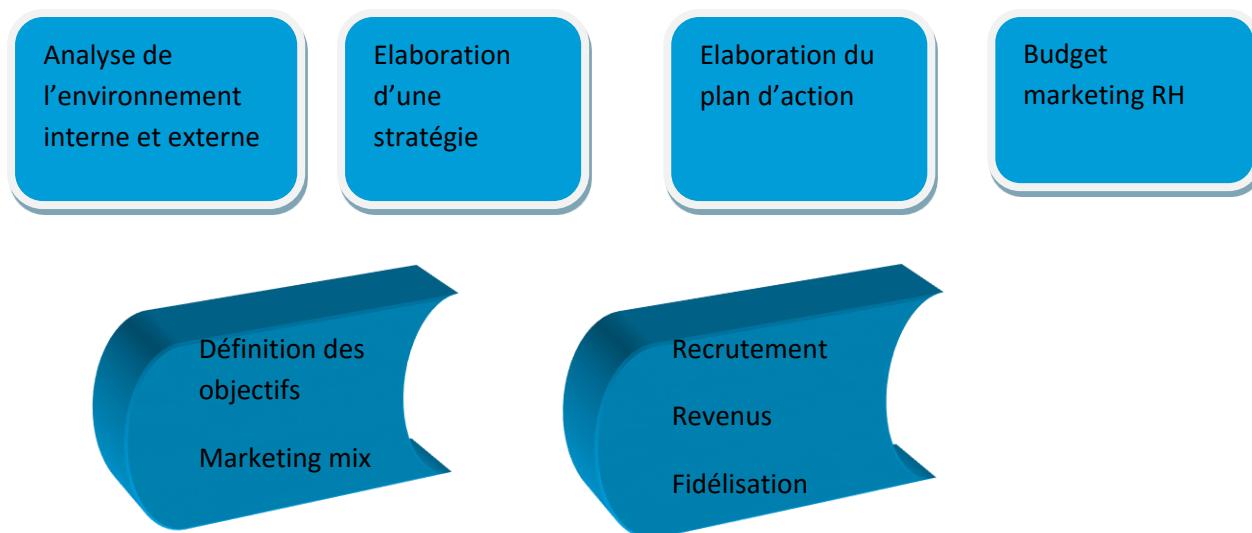 Analyse de
l'environnement
interne et externe
Elaboration
d'une
stratégie
Elaboration du
plan d'action
Budget
marketing RH
Définition des
objectifs
Marketing mix
Recrutement
Revenus
Fidélisation